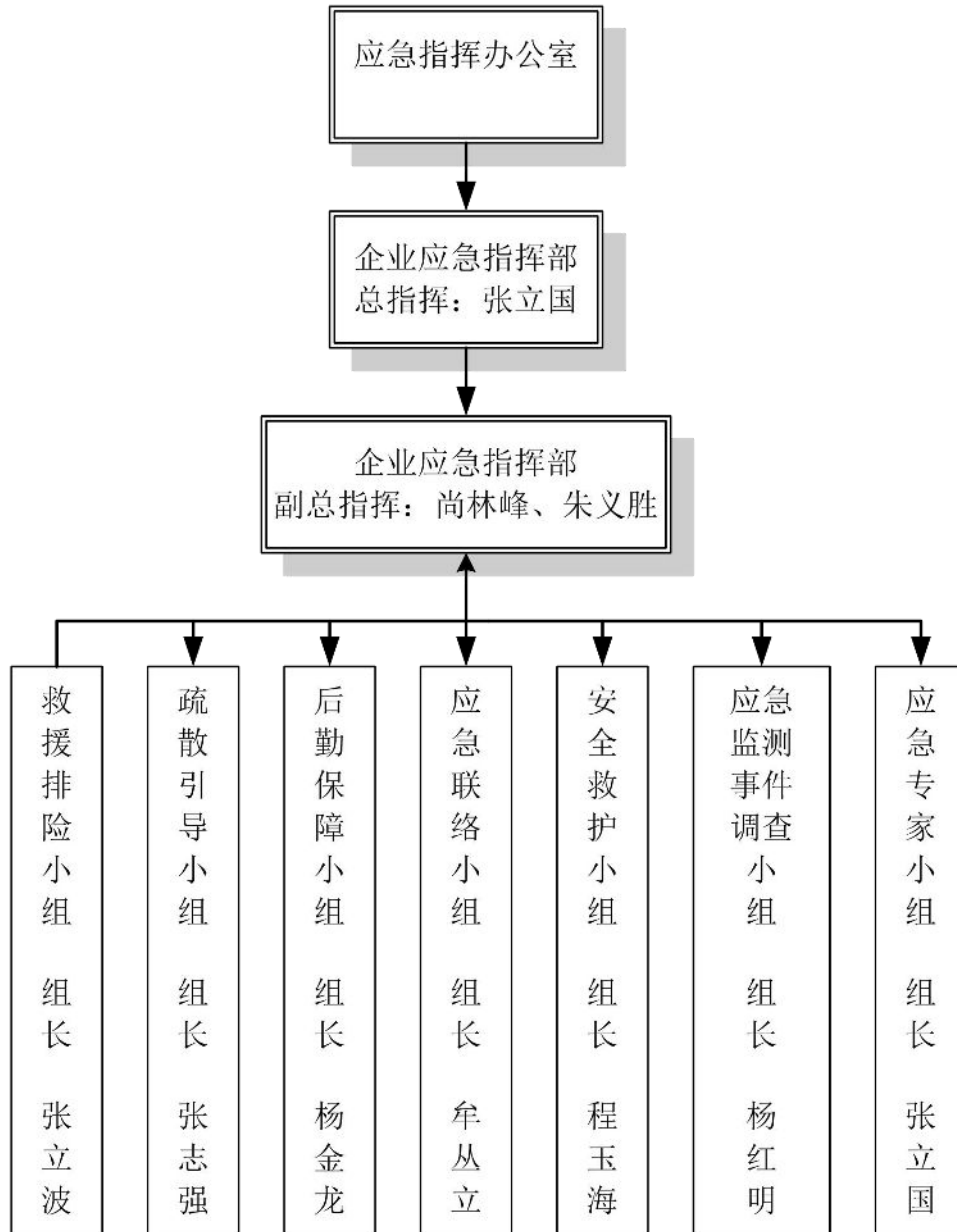 应急指挥办公室
企业应急指挥部
总指挥：张立国
企业应急指挥部
副总指挥：尚林峰、朱义胜
救援排险小组 组长 张立波
疏散引导小组 组长 张志强
后勤保障小组 组长 杨金龙
应急联络小组 组长 牟丛立
安全救护小组 组长 程玉海
应急监测事件调查小组 组长 杨红明
应急专家小组 组长 张立国